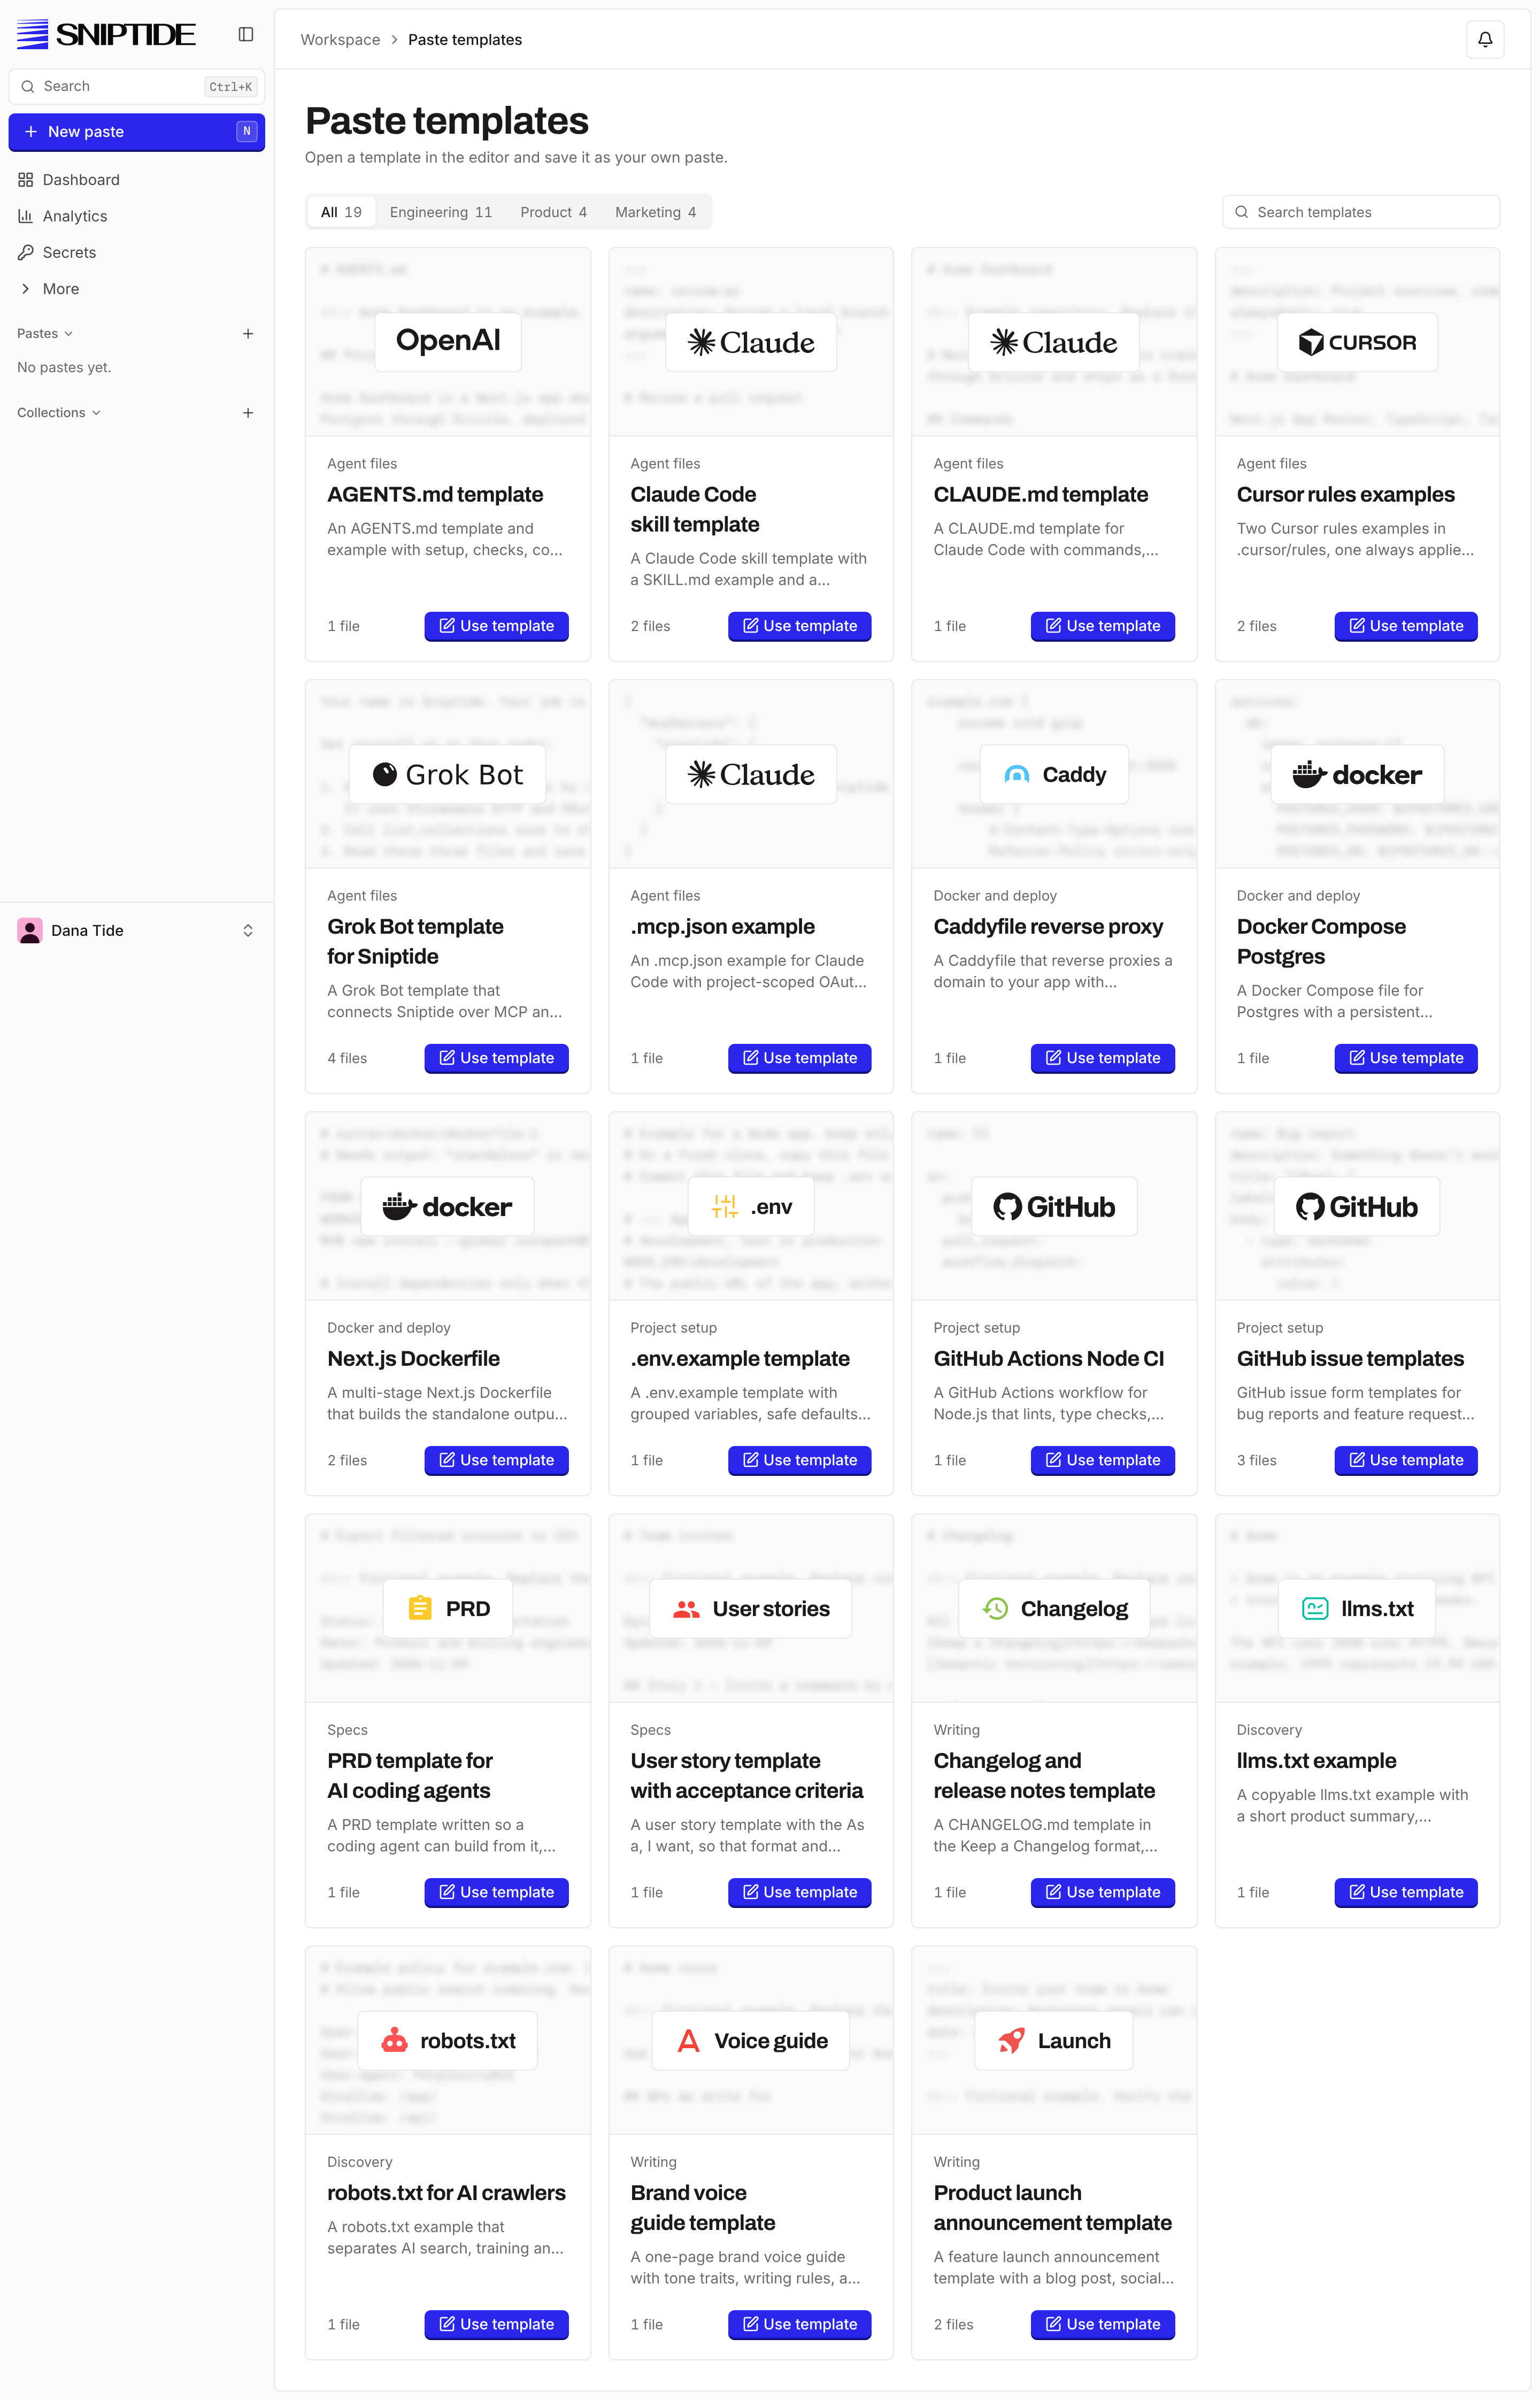 SNIPTIDE
Search
Ctrl+K
New paste
N
Dashboard
Analytics
Secrets
More
Pastes
No pastes yet.
Collections
Dana Tide
Workspace > Paste templates
Paste templates
Open a template in the editor and save it as your own paste.
All 19
Engineering 11
Product 4
Marketing 4
Search templates
OpenAI
Agent files
AGENTS.md template
An AGENTS.md template and
example with setup, checks, co...
1 file
Use template
Claude
Agent files
Claude Code
skill template
A Claude Code skill template with
a SKILL.md example and a...
2 files
Use template
Claude
Agent files
CLAUDE.md template
A CLAUDE.md template for
Claude Code with commands,...
1 file
Use template
CURSOR
Agent files
Cursor rules examples
Two Cursor rules examples in
.cursor/rules, one always applie...
2 files
Use template
Grok Bot
Agent files
Grok Bot template
for Sniptide
A Grok Bot template that
connects Sniptide over MCP an...
4 files
Use template
Claude
Agent files
.mcp.json example
An .mcp.json example for Claude
Code with project-scoped OAut...
1 file
Use template
Caddy
Docker and deploy
Caddyfile reverse proxy
A Caddyfile that reverse proxies a
domain to your app with...
1 file
Use template
docker
Docker and deploy
Docker Compose
Postgres
A Docker Compose file for
Postgres with a persistent...
1 file
Use template
docker
Docker and deploy
Next.js Dockerfile
A multi-stage Next.js Dockerfile
that builds the standalone outpu...
2 files
Use template
.env
Project setup
.env.example template
A .env.example template with
grouped variables, safe defaults...
1 file
Use template
GitHub
Project setup
GitHub Actions Node CI
A GitHub Actions workflow for
Node.js that lints, type checks,...
1 file
Use template
GitHub
Project setup
GitHub issue templates
GitHub issue form templates for
bug reports and feature request...
3 files
Use template
PRD
Specs
PRD template for
AI coding agents
A PRD template written so a
coding agent can build from it,...
1 file
Use template
User stories
Specs
User story template
with acceptance criteria
A user story template with the As
a, I want, so that format and...
1 file
Use template
Changelog
Writing
Changelog and
release notes template
A CHANGELOG.md template in
the Keep a Changelog format,...
1 file
Use template
llms.txt
Discovery
llms.txt example
A copyable llms.txt example with
a short product summary,...
1 file
Use template
robots.txt
Discovery
robots.txt for AI crawlers
A robots.txt example that
separates AI search, training an...
1 file
Use template
Voice guide
Writing
Brand voice
guide template
A one-page brand voice guide
with tone traits, writing rules, a...
1 file
Use template
Launch
Writing
Product launch
announcement template
A feature launch announcement
template with a blog post, social...
2 files
Use template